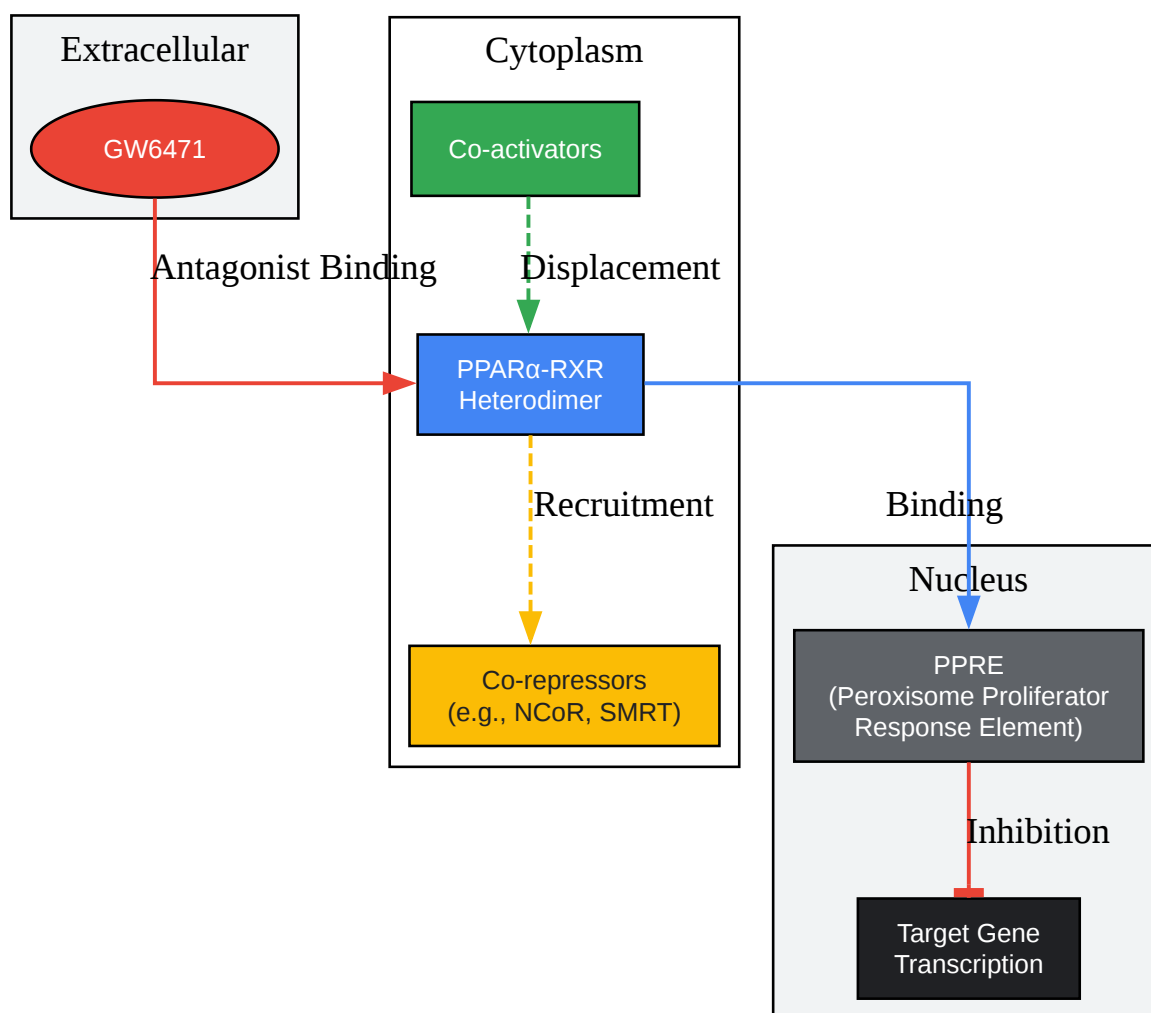 Extracellular
Cytoplasm
GW6471
Co-activators
Antagonist Binding
Displacement
PPARα-RXR
Heterodimer
Recruitment
Binding
Nucleus
Co-repressors
(e.g., NCoR, SMRT)
PPRE
(Peroxisome Proliferator
Response Element)
Inhibition
Target Gene
Transcription